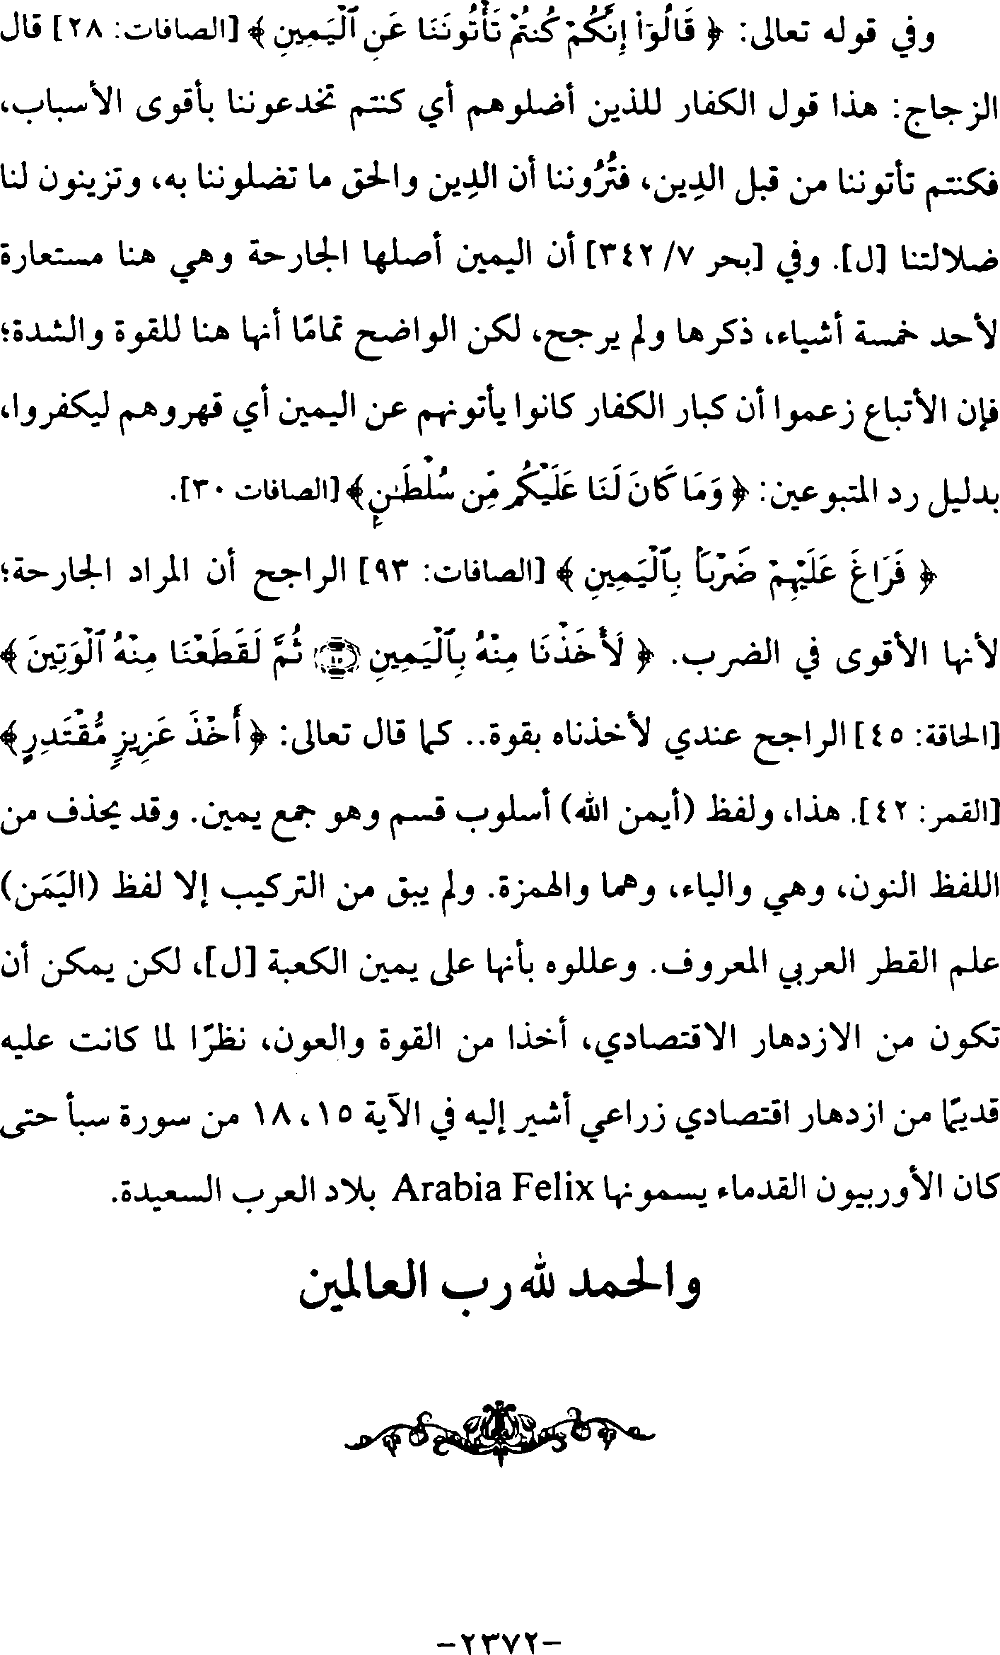 وفي قوله تعالى: ﴿ قَالُوٓا۟ إِنَّكُمْ كُنتُمْ تَأْتُونَنَا عَنِ ٱلْيَمِينِ ﴾ [الصافات: ٢٨] قال
الزجاج: هذا قول الكفار للذين أضلوهم أي كنتم تخدعوننا بأقوى الأسباب،
فكنتم تأتوننا من قبل الدِين، فتُرُوننا أن الدِين والحق ما تضلوننا به، وتزينون لنا
ضلالتنا [ل]. وفي [بحر ٧/ ٣٤٢] أن اليمين أصلها الجارحة وهي هنا مستعارة
لأحد خمسة أشياء، ذكرها ولم يرجح، لكن الواضح تمامًا أنها هنا للقوة والشدة؛
فإن الأتباع زعموا أن كبار الكفار كانوا يأتونهم عن اليمين أي قهروهم ليكفروا،
بدليل رد المتبوعين: ﴿ وَمَا كَانَ لَنَا عَلَيْكُم مِّن سُلْطَـٰنٍ ﴾ [الصافات ٣٠].
﴿ فَرَاغَ عَلَيْهِمْ ضَرْبًۢا بِٱلْيَمِينِ ﴾ [الصافات: ٩٣] الراجح أن المراد الجارحة؛
لأنها الأقوى في الضرب. ﴿ لَأَخَذْنَا مِنْهُ بِٱلْيَمِينِ ۝ ثُمَّ لَقَطَعْنَا مِنْهُ ٱلْوَتِينَ ﴾
[الحاقة: ٤٥] الراجح عندي لأخذناه بقوة.. كما قال تعالى: ﴿ أَخْذَ عَزِيزٍ مُّقْتَدِرٍ ﴾
[القمر: ٤٢]. هذا، ولفظ (أيمن الله) أسلوب قسم وهو جمع يمين. وقد يحذف من
اللفظ النون، وهي والياء، وهما والهمزة. ولم يبق من التركيب إلا لفظ (اليَمَن)
علم القطر العربي المعروف. وعللوه بأنها على يمين الكعبة [ل]، لكن يمكن أن
تكون من الازدهار الاقتصادي، أخذا من القوة والعون، نظرًا لما كانت عليه
قديمًا من ازدهار اقتصادي زراعي أشير إليه في الآية ١٥، ١٨ من سورة سبأ حتى
كان الأوربيون القدماء يسمونها Arabia Felix بلاد العرب السعيدة.
والحمد لله رب العالمين
-٢٣٧٢-